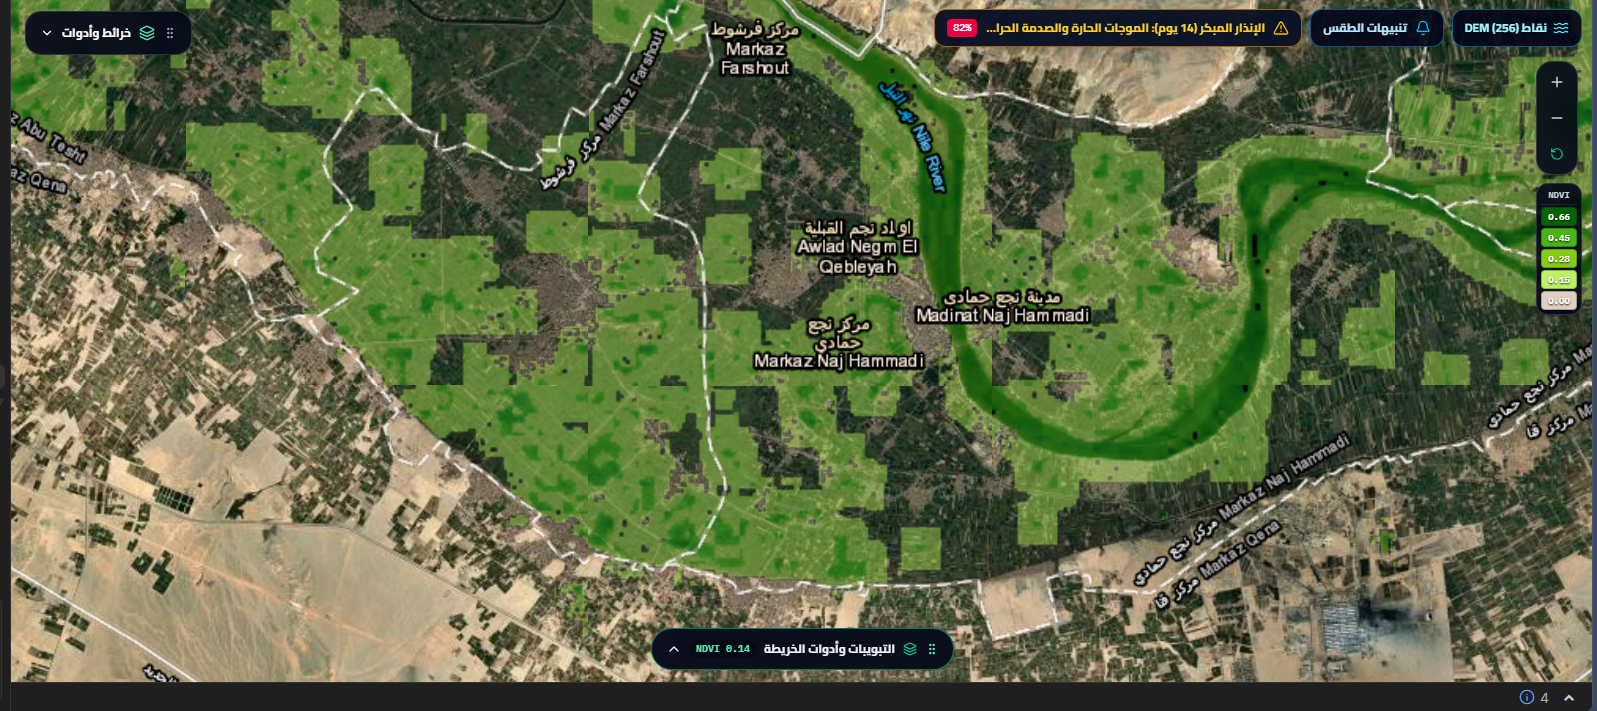 خرائط وأدوات
الإنذار المبكر (14 يوم): الموجات الحارة والصدمة الحرا...
82%
تنبيهات الطقس
نقاط DEM (256)
مركز فرشوط
Markaz
Farshout
مركز فرشوط Markaz Farshout
نهر النيل Nile River
z Abu Tesht
az Qena
اولاد نجم القبلية
Awlad Negm El
Qebleyah
مدينة نجع حمادي
Madinat Naj Hammadi
مركز نجع
حمادي
Markaz Naj Hammadi
NDVI
0.66
0.45
0.28
0.15
0.00
مركز نجع حمادي Ma
مركز قنا Ma
مركز نجع حمادي Markaz Naj Hammadi
مركز قنا Markaz Qena
التبويبات وأدوات الخريطة
NDVI 0.14
4